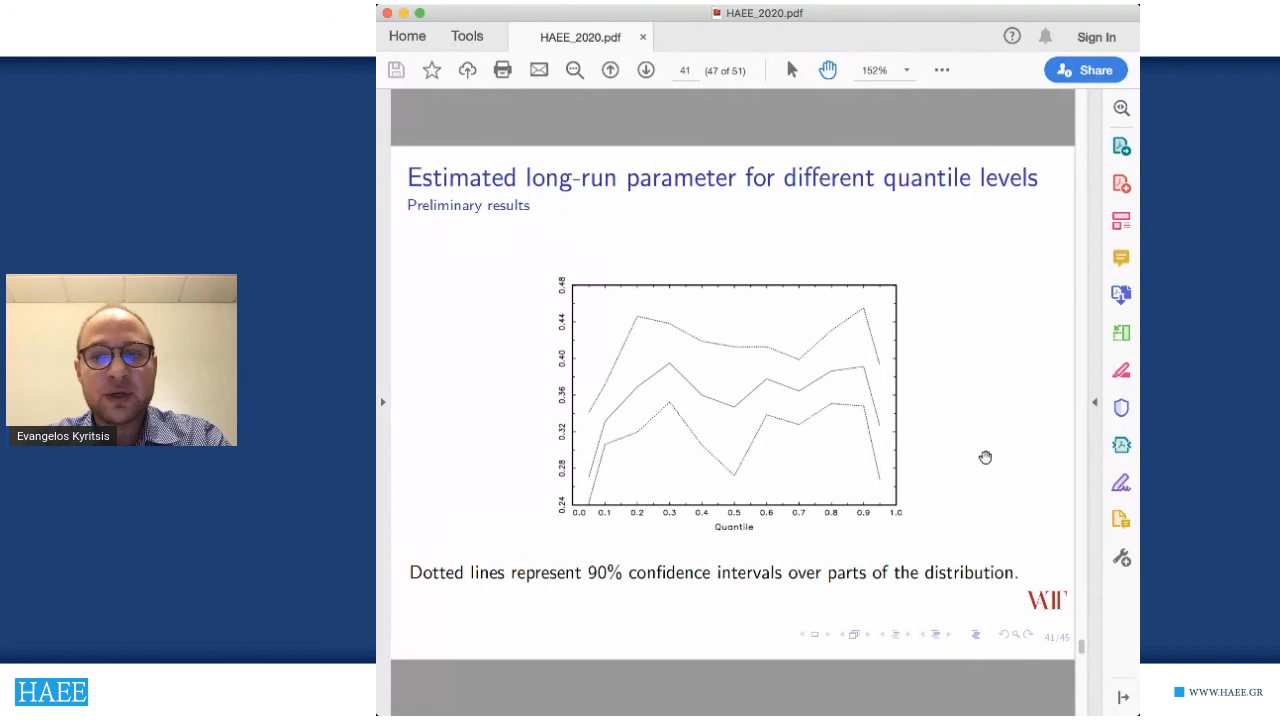 HAEE_2020.pdf
Home
Tools
HAEE_2020.pdf
×
Sign In
41
(47 of 51)
152%
Share
Estimated long-run parameter for different quantile levels
Preliminary results
0.48
0.44
0.40
0.36
0.32
0.28
0.24
0.0 0.1 0.2 0.3 0.4 0.5 0.6 0.7 0.8 0.9 1.0
Quantile
Evangelos Kyritsis
Dotted lines represent 90% confidence intervals over parts of the distribution.
41/45
HAEE
WWW.HAEE.GR